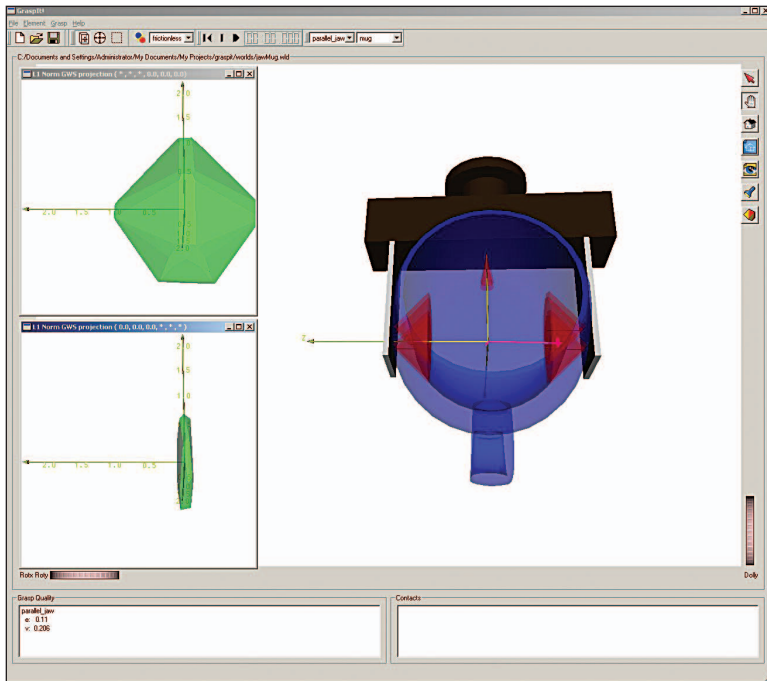 GraspIt!
File Element Grasp Help
frictionless parallel_jaw mug
C:/Documents and Settings/Administrator/My Documents/My Projects/graspit/worlds/jawMug.wld
L1 Norm GWS projection ( *, *, *, 0.0, 0.0, 0.0)
2.0
1.5
2.0 1.5 1.0 0.5
L1 Norm GWS projection ( 0.0, 0.0, 0.0, *, *, * )
2.0
1.5
1.0
2.0 1.5 1.0 0.5
Z
Rotx Roty
Dolly
Grasp Quality
Contacts
parallel_jaw
e: 0.11
v: 0.206